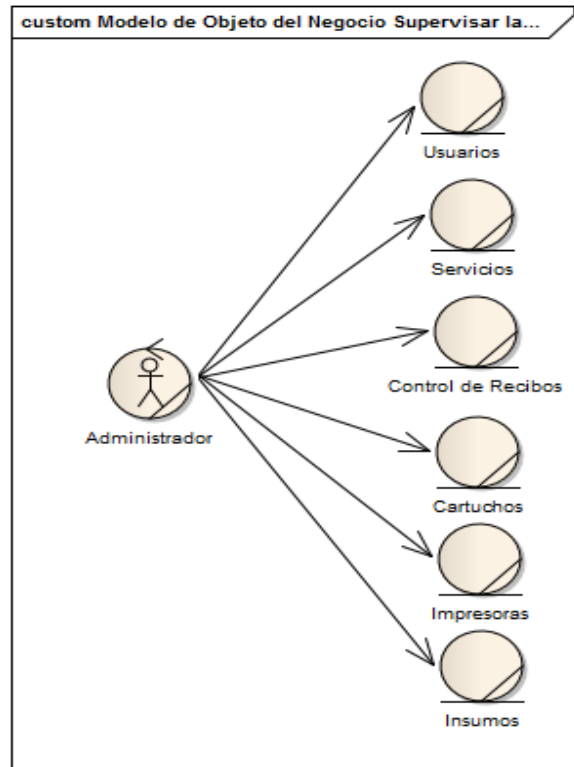 custom Modelo de Objeto del Negocio Supervisar la...
Usuarios
Servicios
Control de Recibos
Administrador
Cartuchos
Impresoras
Insumos